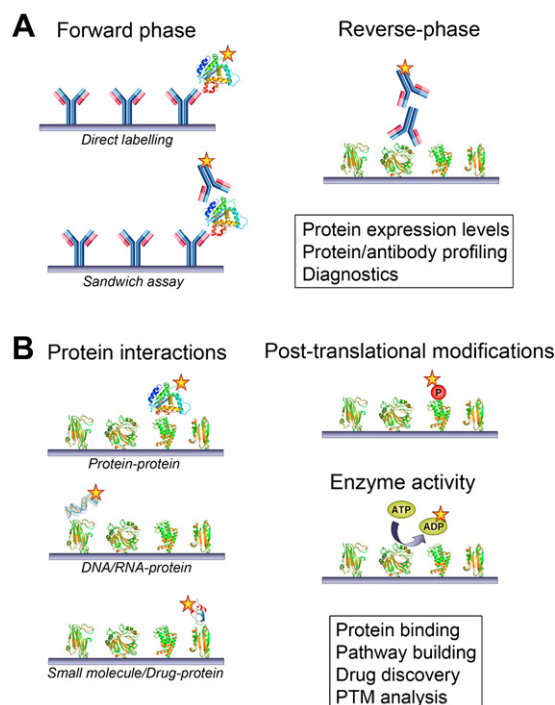 A
Forward phase
Reverse-phase
Direct labelling
Sandwich assay
Protein expression levels
Protein/antibody profiling
Diagnostics
B
Protein interactions
Post-translational modifications
P
Protein-protein
Enzyme activity
ATP
ADP
DNA/RNA-protein
Small molecule/Drug-protein
Protein binding
Pathway building
Drug discovery
PTM analysis